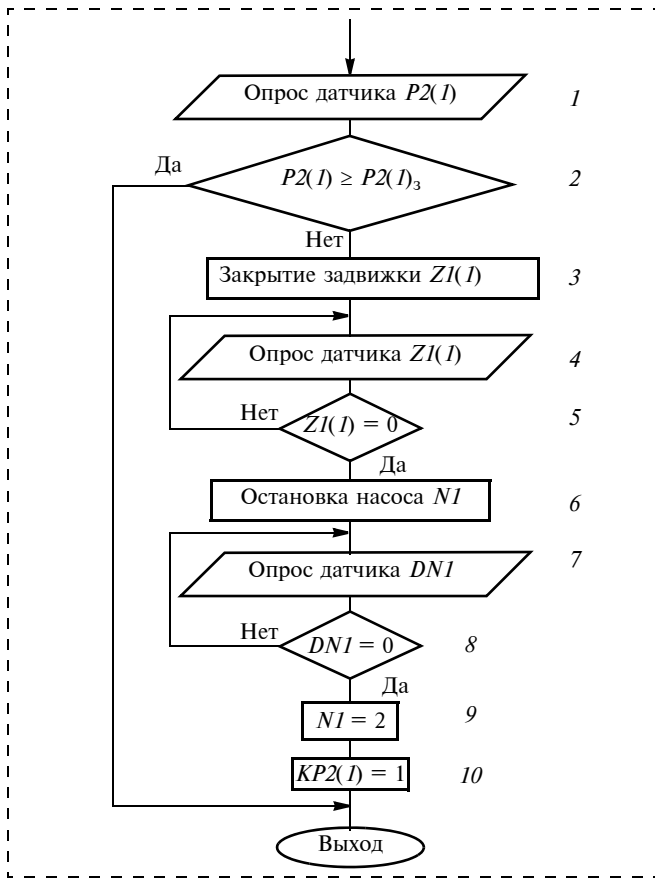 Опрос датчика P2(1)
1
Да
P2(1) ≥ P2(1)з
2
Нет
Закрытие задвижки Z1(1)
3
Опрос датчика Z1(1)
4
Нет
Z1(1) = 0
5
Да
Остановка насоса N1
6
Опрос датчика DN1
7
Нет
DN1 = 0
8
Да
N1 = 2
9
KP2(1) = 1
10
Выход